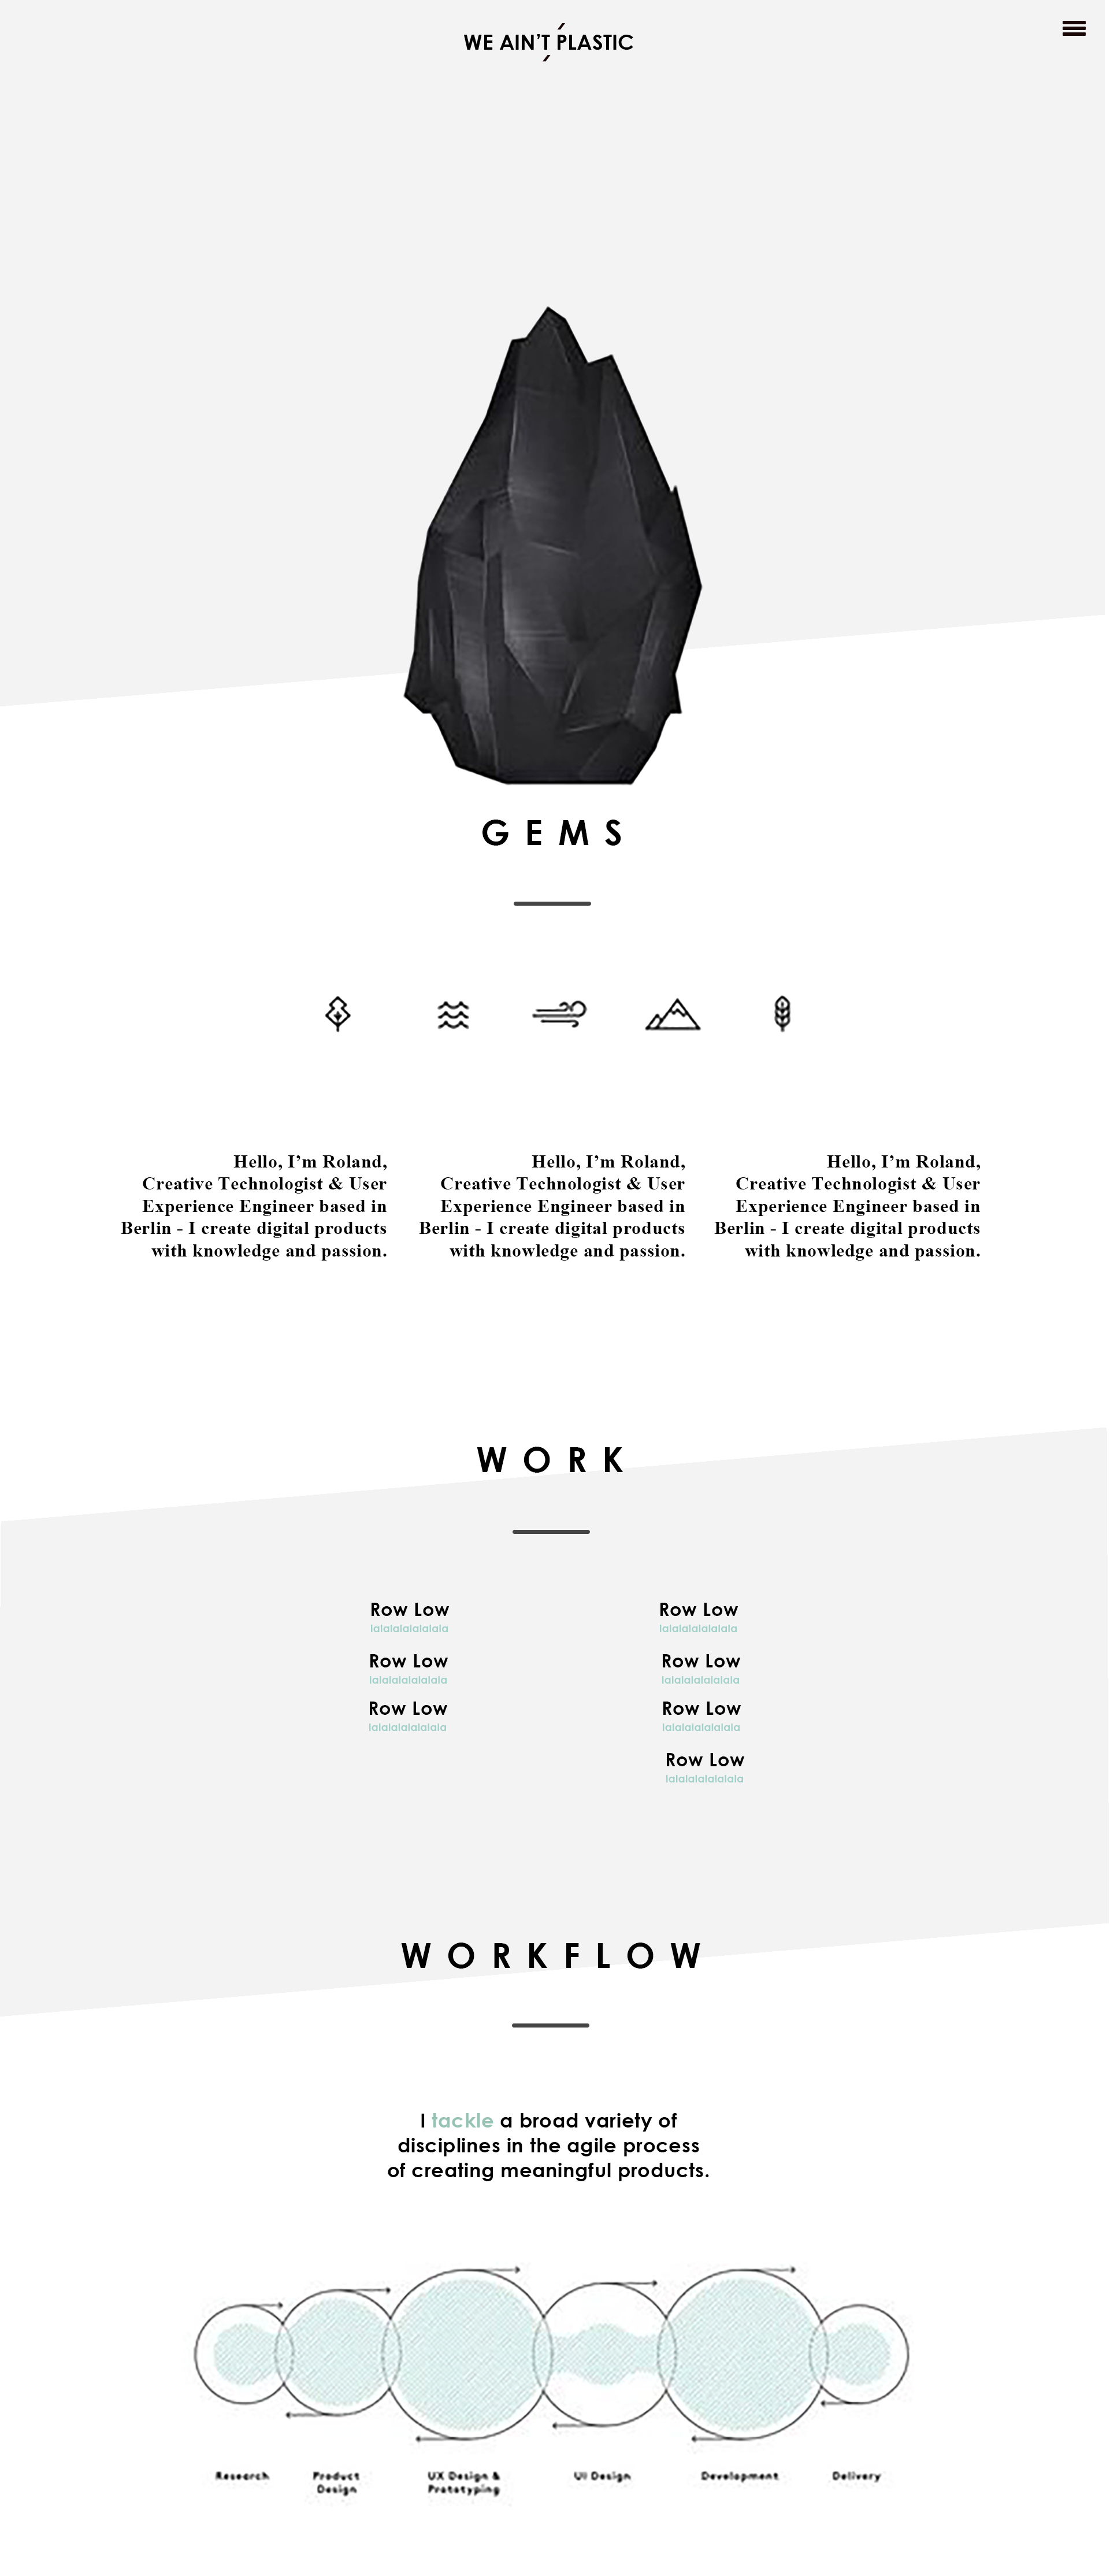 WE AIN'T PLASTIC
GEMS
Hello, I'm Roland,
Creative Technologist & User
Experience Engineer based in
Berlin - I create digital products
with knowledge and passion.
Hello, I'm Roland,
Creative Technologist & User
Experience Engineer based in
Berlin - I create digital products
with knowledge and passion.
Hello, I'm Roland,
Creative Technologist & User
Experience Engineer based in
Berlin - I create digital products
with knowledge and passion.
WORK
Row Low
lalalalalalalala
Row Low
lalalalalalalala
Row Low
lalalalalalalala
Row Low
lalalalalalalala
Row Low
lalalalalalalala
Row Low
lalalalalalalala
Row Low
lalalalalalalala
WORKFLOW
I tackle a broad variety of
disciplines in the agile process
of creating meaningful products.
Research
Product
Design
UX Design &
Prototyping
UI Design
Development
Delivery